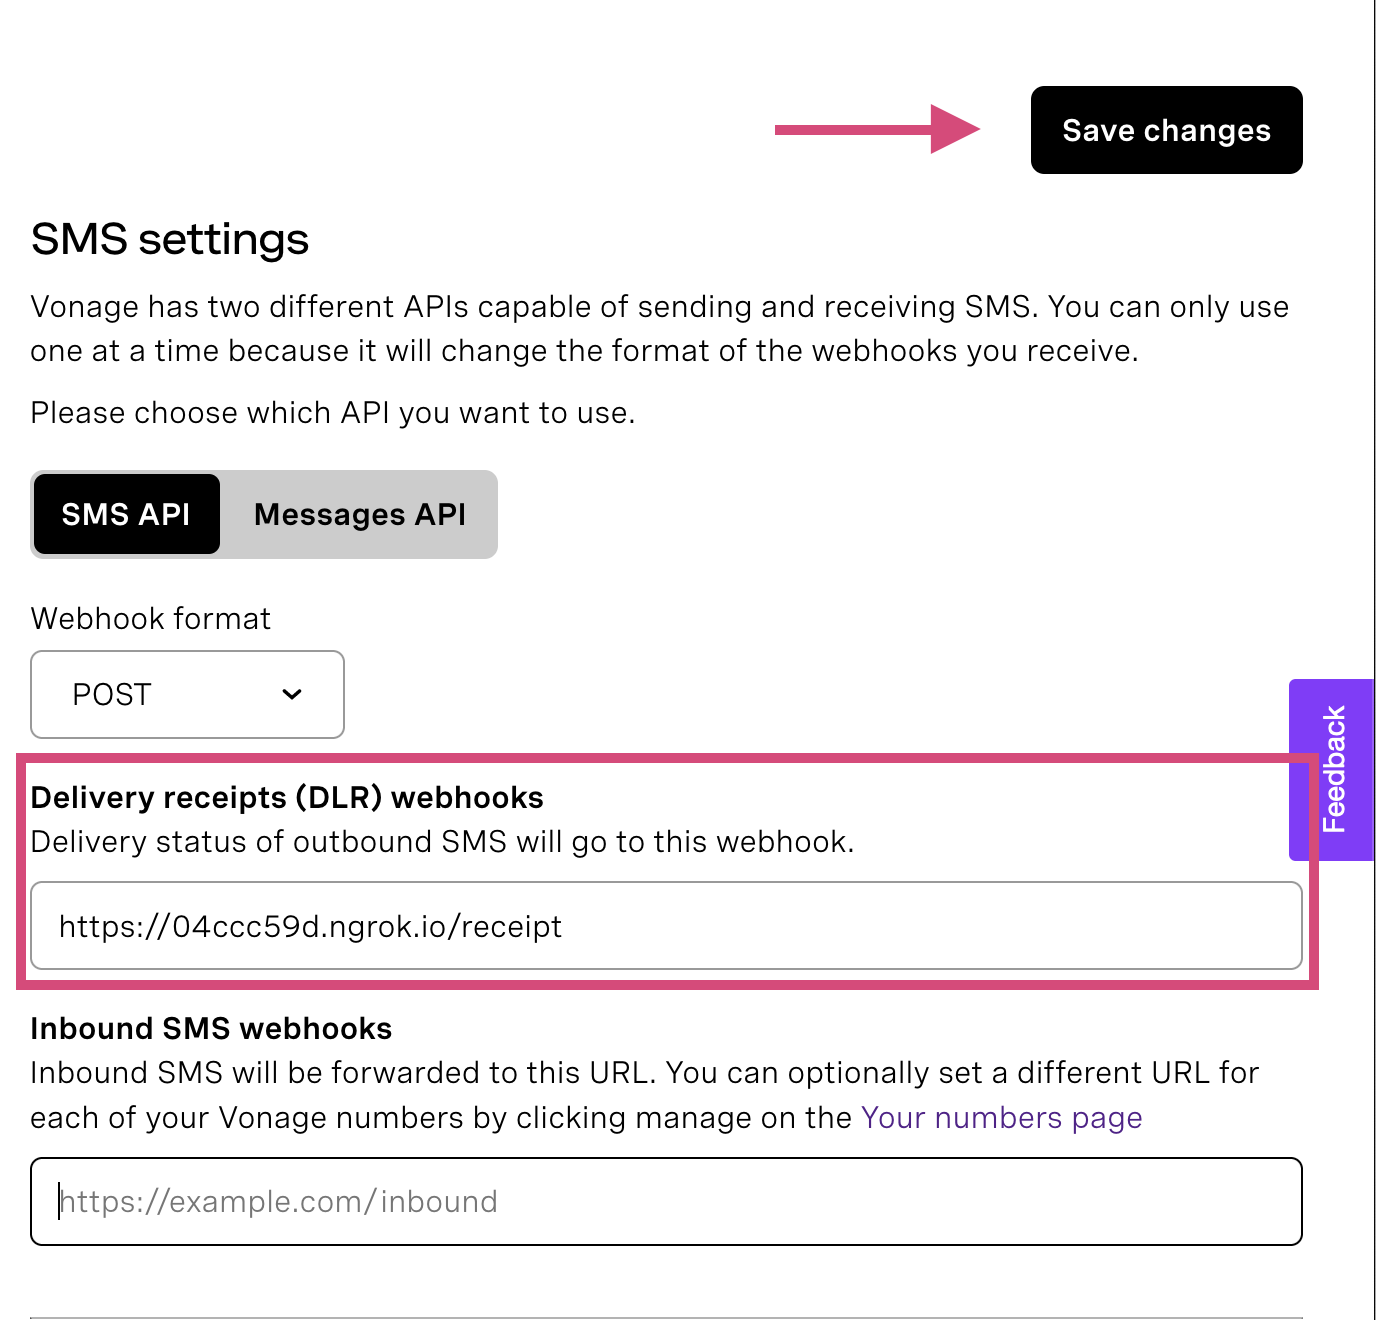 Save changes
SMS settings
Vonage has two different APIs capable of sending and receiving SMS. You can only use
one at a time because it will change the format of the webhooks you receive.
Please choose which API you want to use.
SMS API Messages API
Webhook format
POST
Feedback
Delivery receipts (DLR) webhooks
Delivery status of outbound SMS will go to this webhook.
https://04ccc59d.ngrok.io/receipt
Inbound SMS webhooks
Inbound SMS will be forwarded to this URL. You can optionally set a different URL for
each of your Vonage numbers by clicking manage on the Your numbers page
https://example.com/inbound